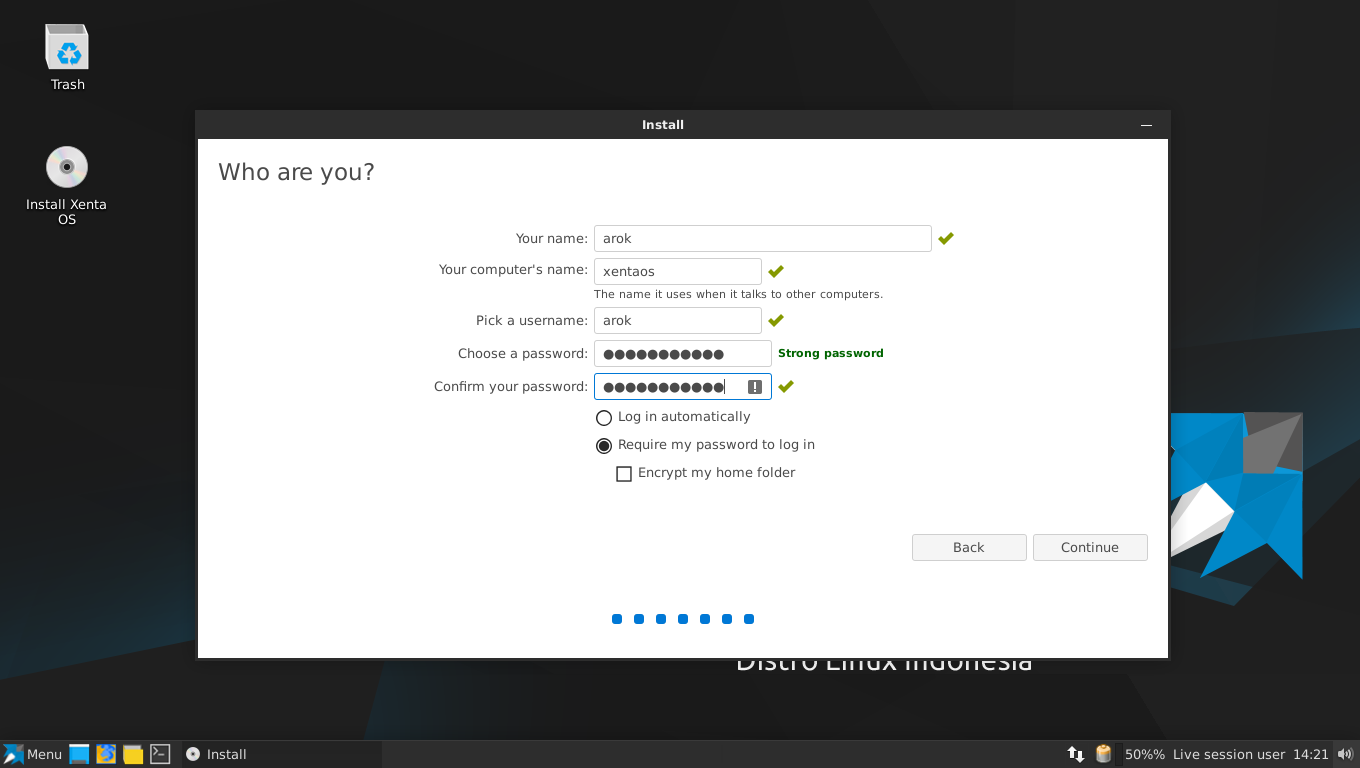 Trash
Install Xenta
OS
Install
Who are you?
Your name: arok
Your computer's name: xentaos
The name it uses when it talks to other computers.
Pick a username: arok
Choose a password: ●●●●●●●●●●● Strong password
Confirm your password: ●●●●●●●●●●●
Log in automatically
Require my password to log in
Encrypt my home folder
Back Continue
Distro Linux Indonesia
Menu Install 50%% Live session user 14:21